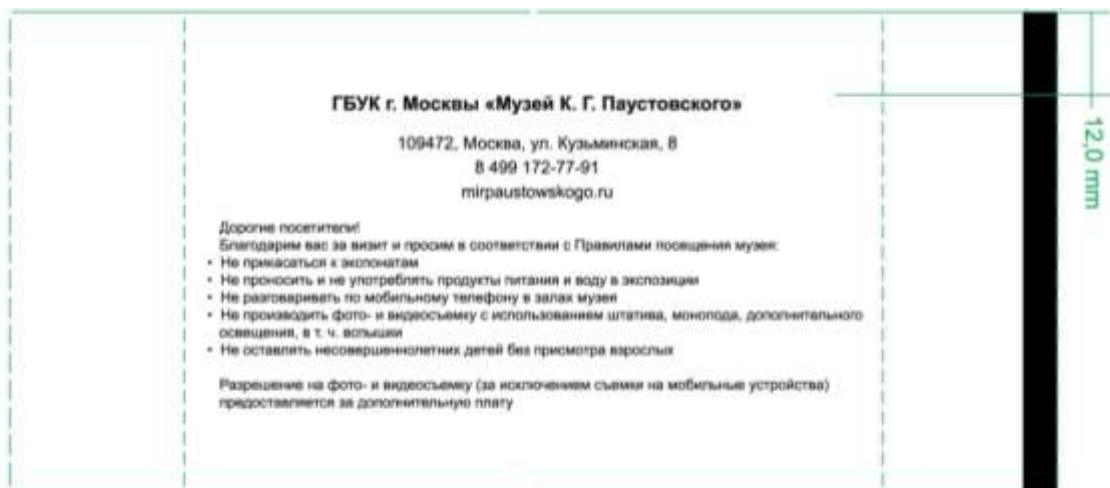 ГБУК г. Москвы «Музей К. Г. Паустовского»
109472, Москва, ул. Кузьминская, 8
8 499 172-77-91
mirpaustowskogo.ru
Дорогие посетители!
Благодарим вас за визит и просим в соответствии с Правилами посещения музея:
• Не прикасаться к экспонатам
• Не проносить и не употреблять продукты питания и воду в экспозиции
• Не разговаривать по мобильному телефону в залах музея
• Не производить фото- и видеосъемку с использованием штатива, монопода, дополнительного
освещения, в т. ч. вспышки
• Не оставлять несовершеннолетних детей без присмотра взрослых
Разрешение на фото- и видеосъемку (за исключением съемки на мобильные устройства)
предоставляется за дополнительную плату
12,0 mm